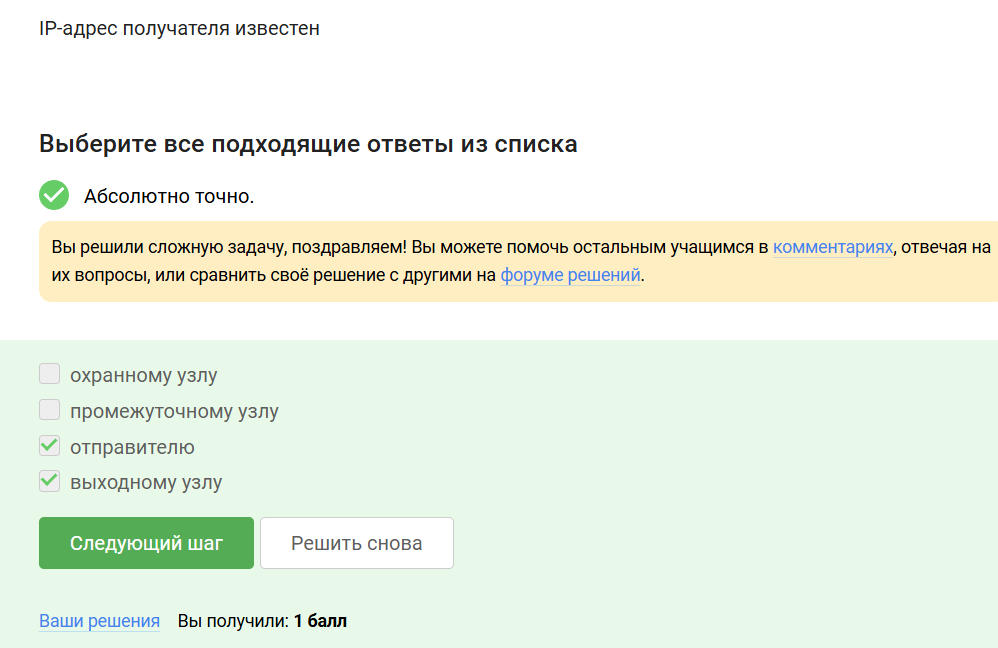 IP-адрес получателя известен
Выберите все подходящие ответы из списка
Абсолютно точно.
Вы решили сложную задачу, поздравляем! Вы можете помочь остальным учащимся в комментариях, отвечая на
их вопросы, или сравнить своё решение с другими на форуме решений.
охранному узлу
промежуточному узлу
отправителю
выходному узлу
Следующий шаг Решить снова
Ваши решения Вы получили: 1 балл